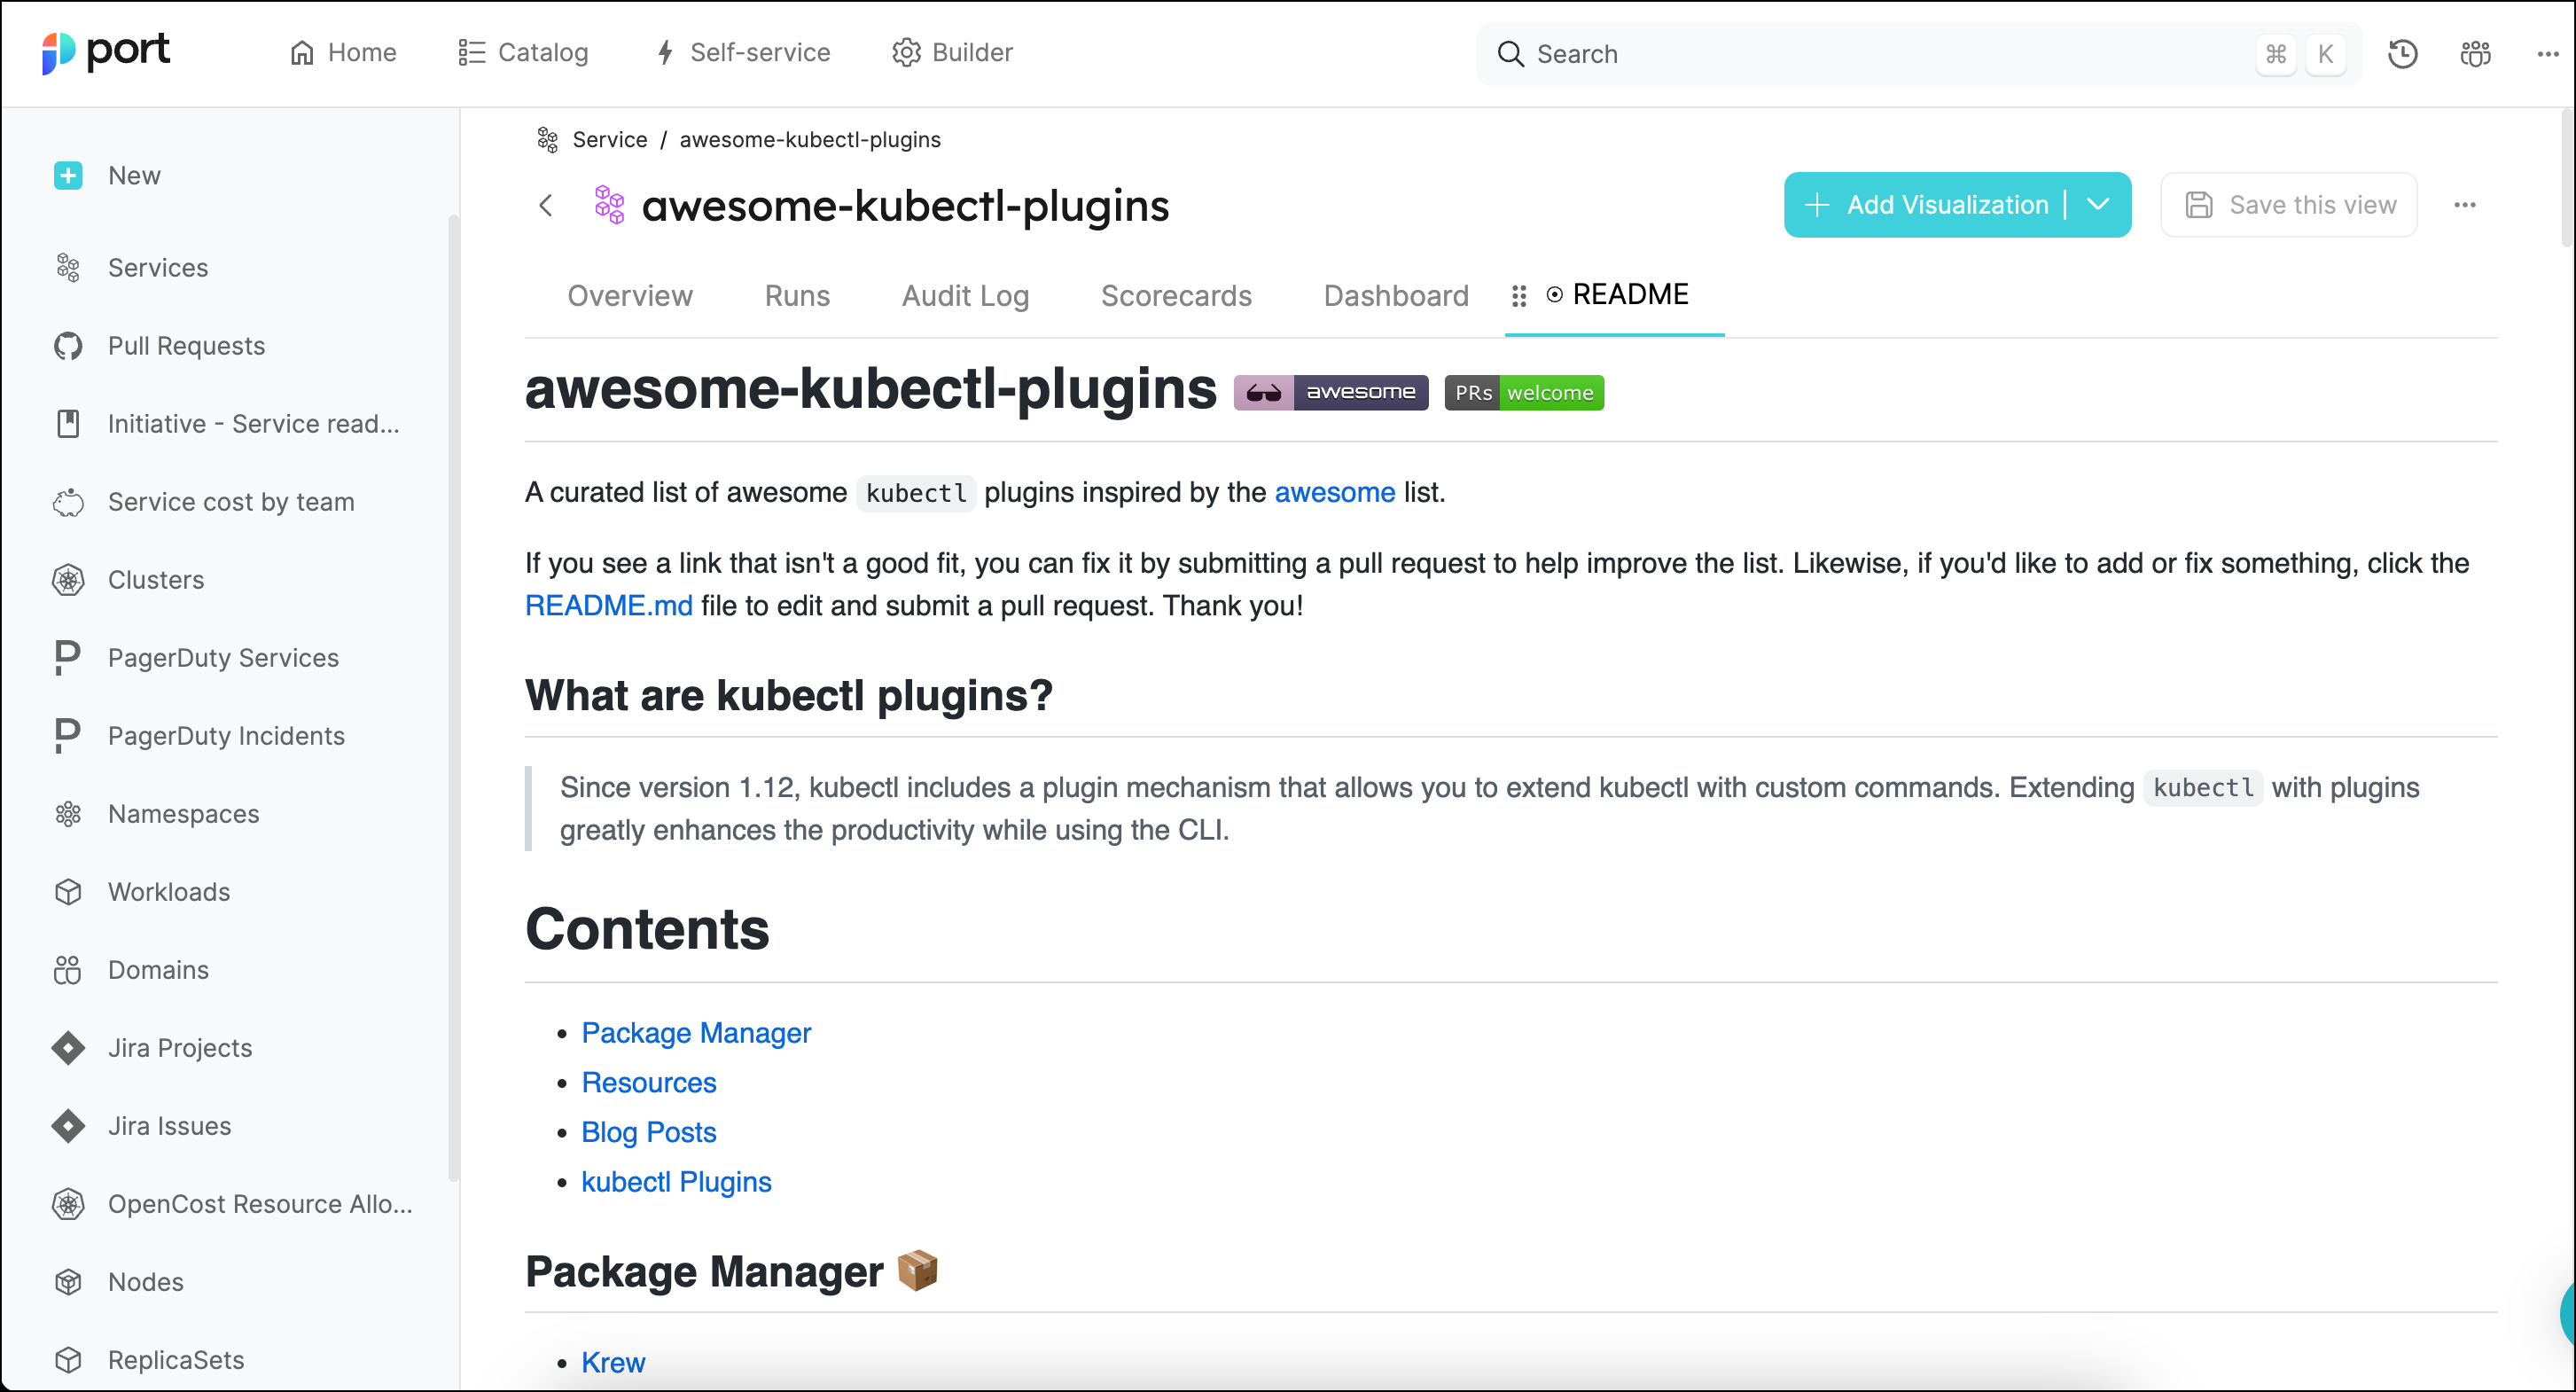 port
Home
Catalog
Self-service
Builder
Search
⌘ K
New
Services
Pull Requests
Initiative - Service read...
Service cost by team
Clusters
PagerDuty Services
PagerDuty Incidents
Namespaces
Workloads
Domains
Jira Projects
Jira Issues
OpenCost Resource Allo...
Nodes
ReplicaSets
Service / awesome-kubectl-plugins
awesome-kubectl-plugins
Add Visualization
Save this view
Overview
Runs
Audit Log
Scorecards
Dashboard
README
awesome-kubectl-plugins awesome PRs welcome
A curated list of awesome kubectl plugins inspired by the awesome list.
If you see a link that isn't a good fit, you can fix it by submitting a pull request to help improve the list. Likewise, if you'd like to add or fix something, click the
README.md file to edit and submit a pull request. Thank you!
What are kubectl plugins?
Since version 1.12, kubectl includes a plugin mechanism that allows you to extend kubectl with custom commands. Extending kubectl with plugins
greatly enhances the productivity while using the CLI.
Contents
Package Manager
Resources
Blog Posts
kubectl Plugins
Package Manager 📦
Krew